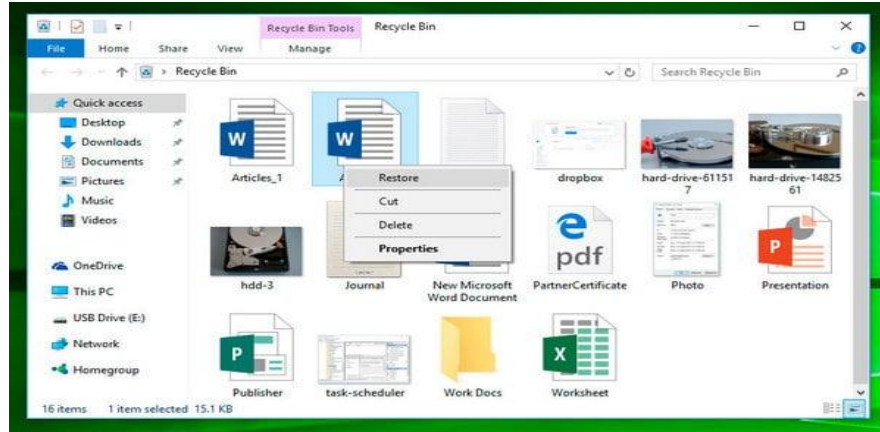 Recycle Bin Tools
Recycle Bin
File
Home
Share
View
Manage
Recycle Bin
Search Recycle Bin
Quick access
Desktop
Downloads
Documents
Pictures
Music
Videos
OneDrive
This PC
USB Drive (E:)
Network
Homegroup
W
W
Articles_1
dropbox
hard-drive-61151
7
hard-drive-14825
61
Restore
Cut
Delete
Properties
e
pdf
P
hdd-3
Journal
New Microsoft
Word Document
PartnerCertificate
Photo
Presentation
P
X
Publisher
task-scheduler
Work Docs
Worksheet
16 items
1 item selected
15.1 KB